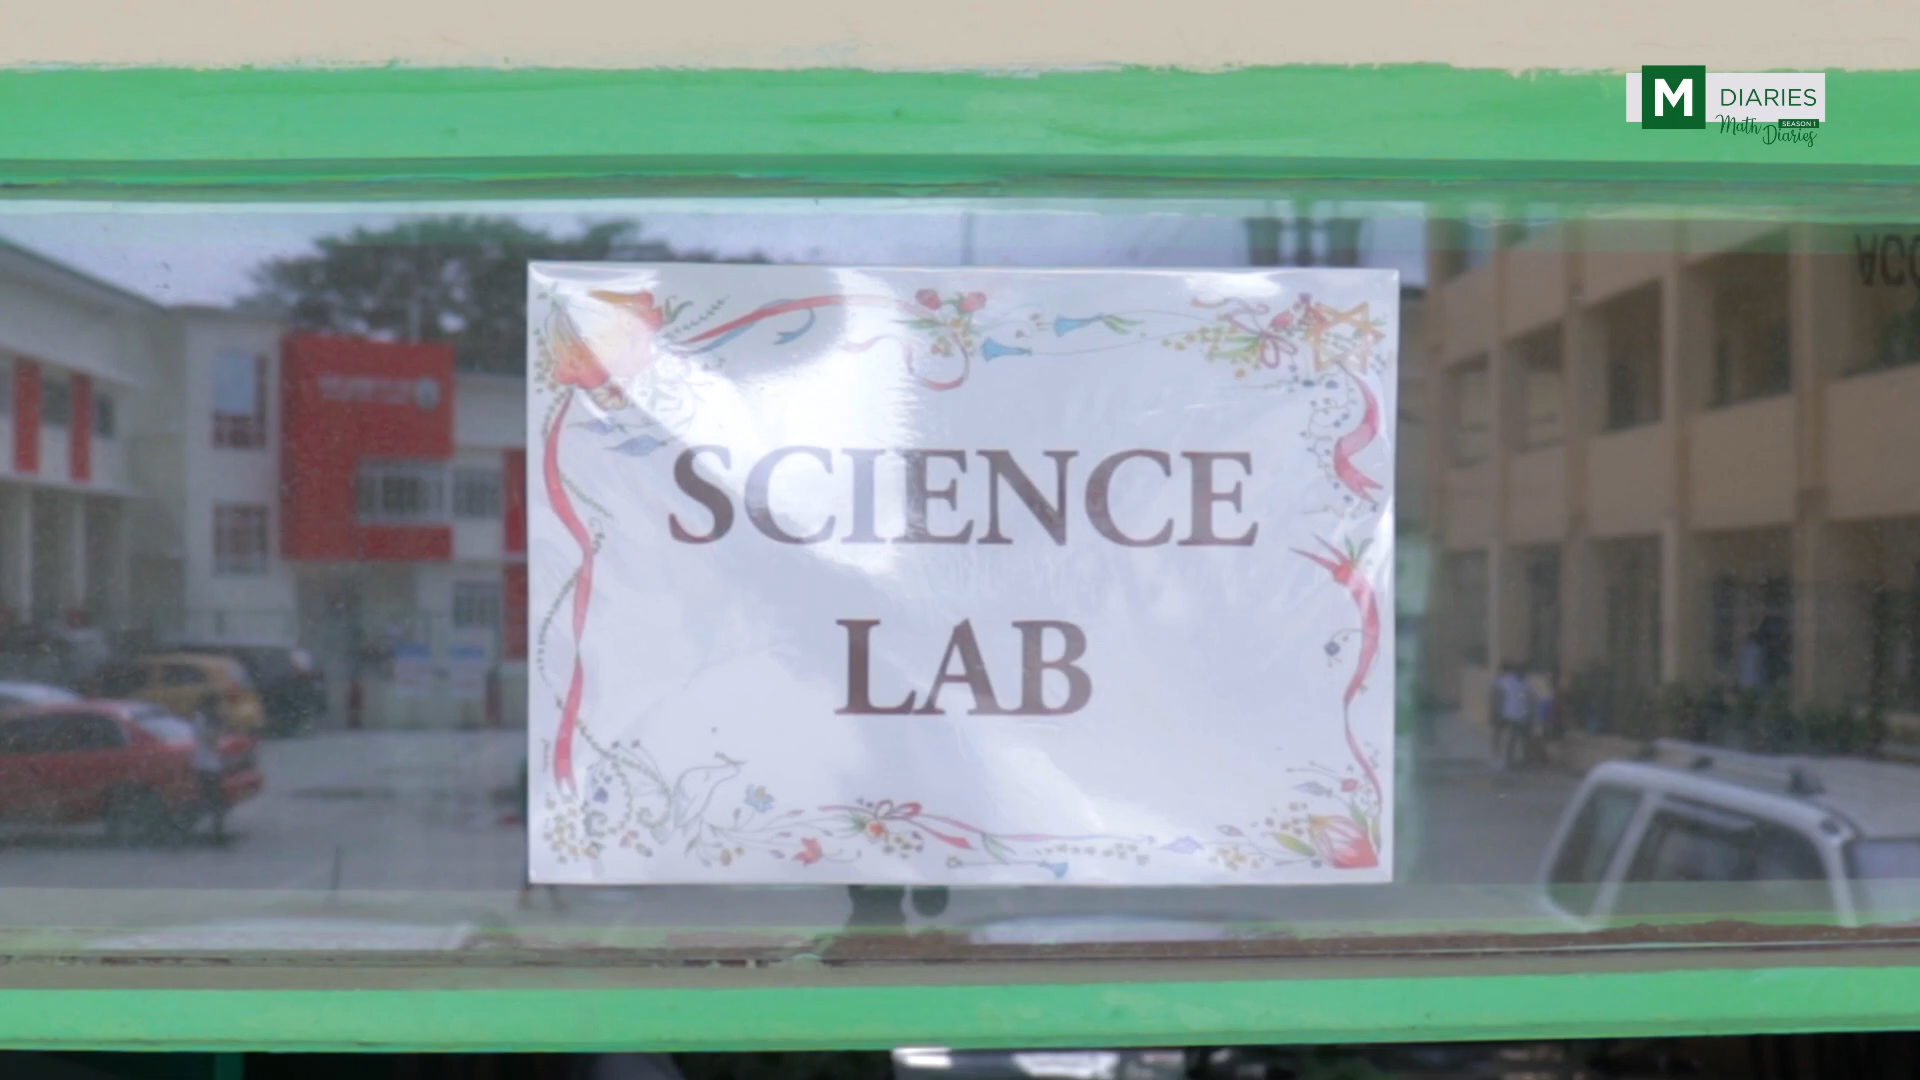 M DIARIES
Math Diaries
SEASON 1
SCIENCE
LAB